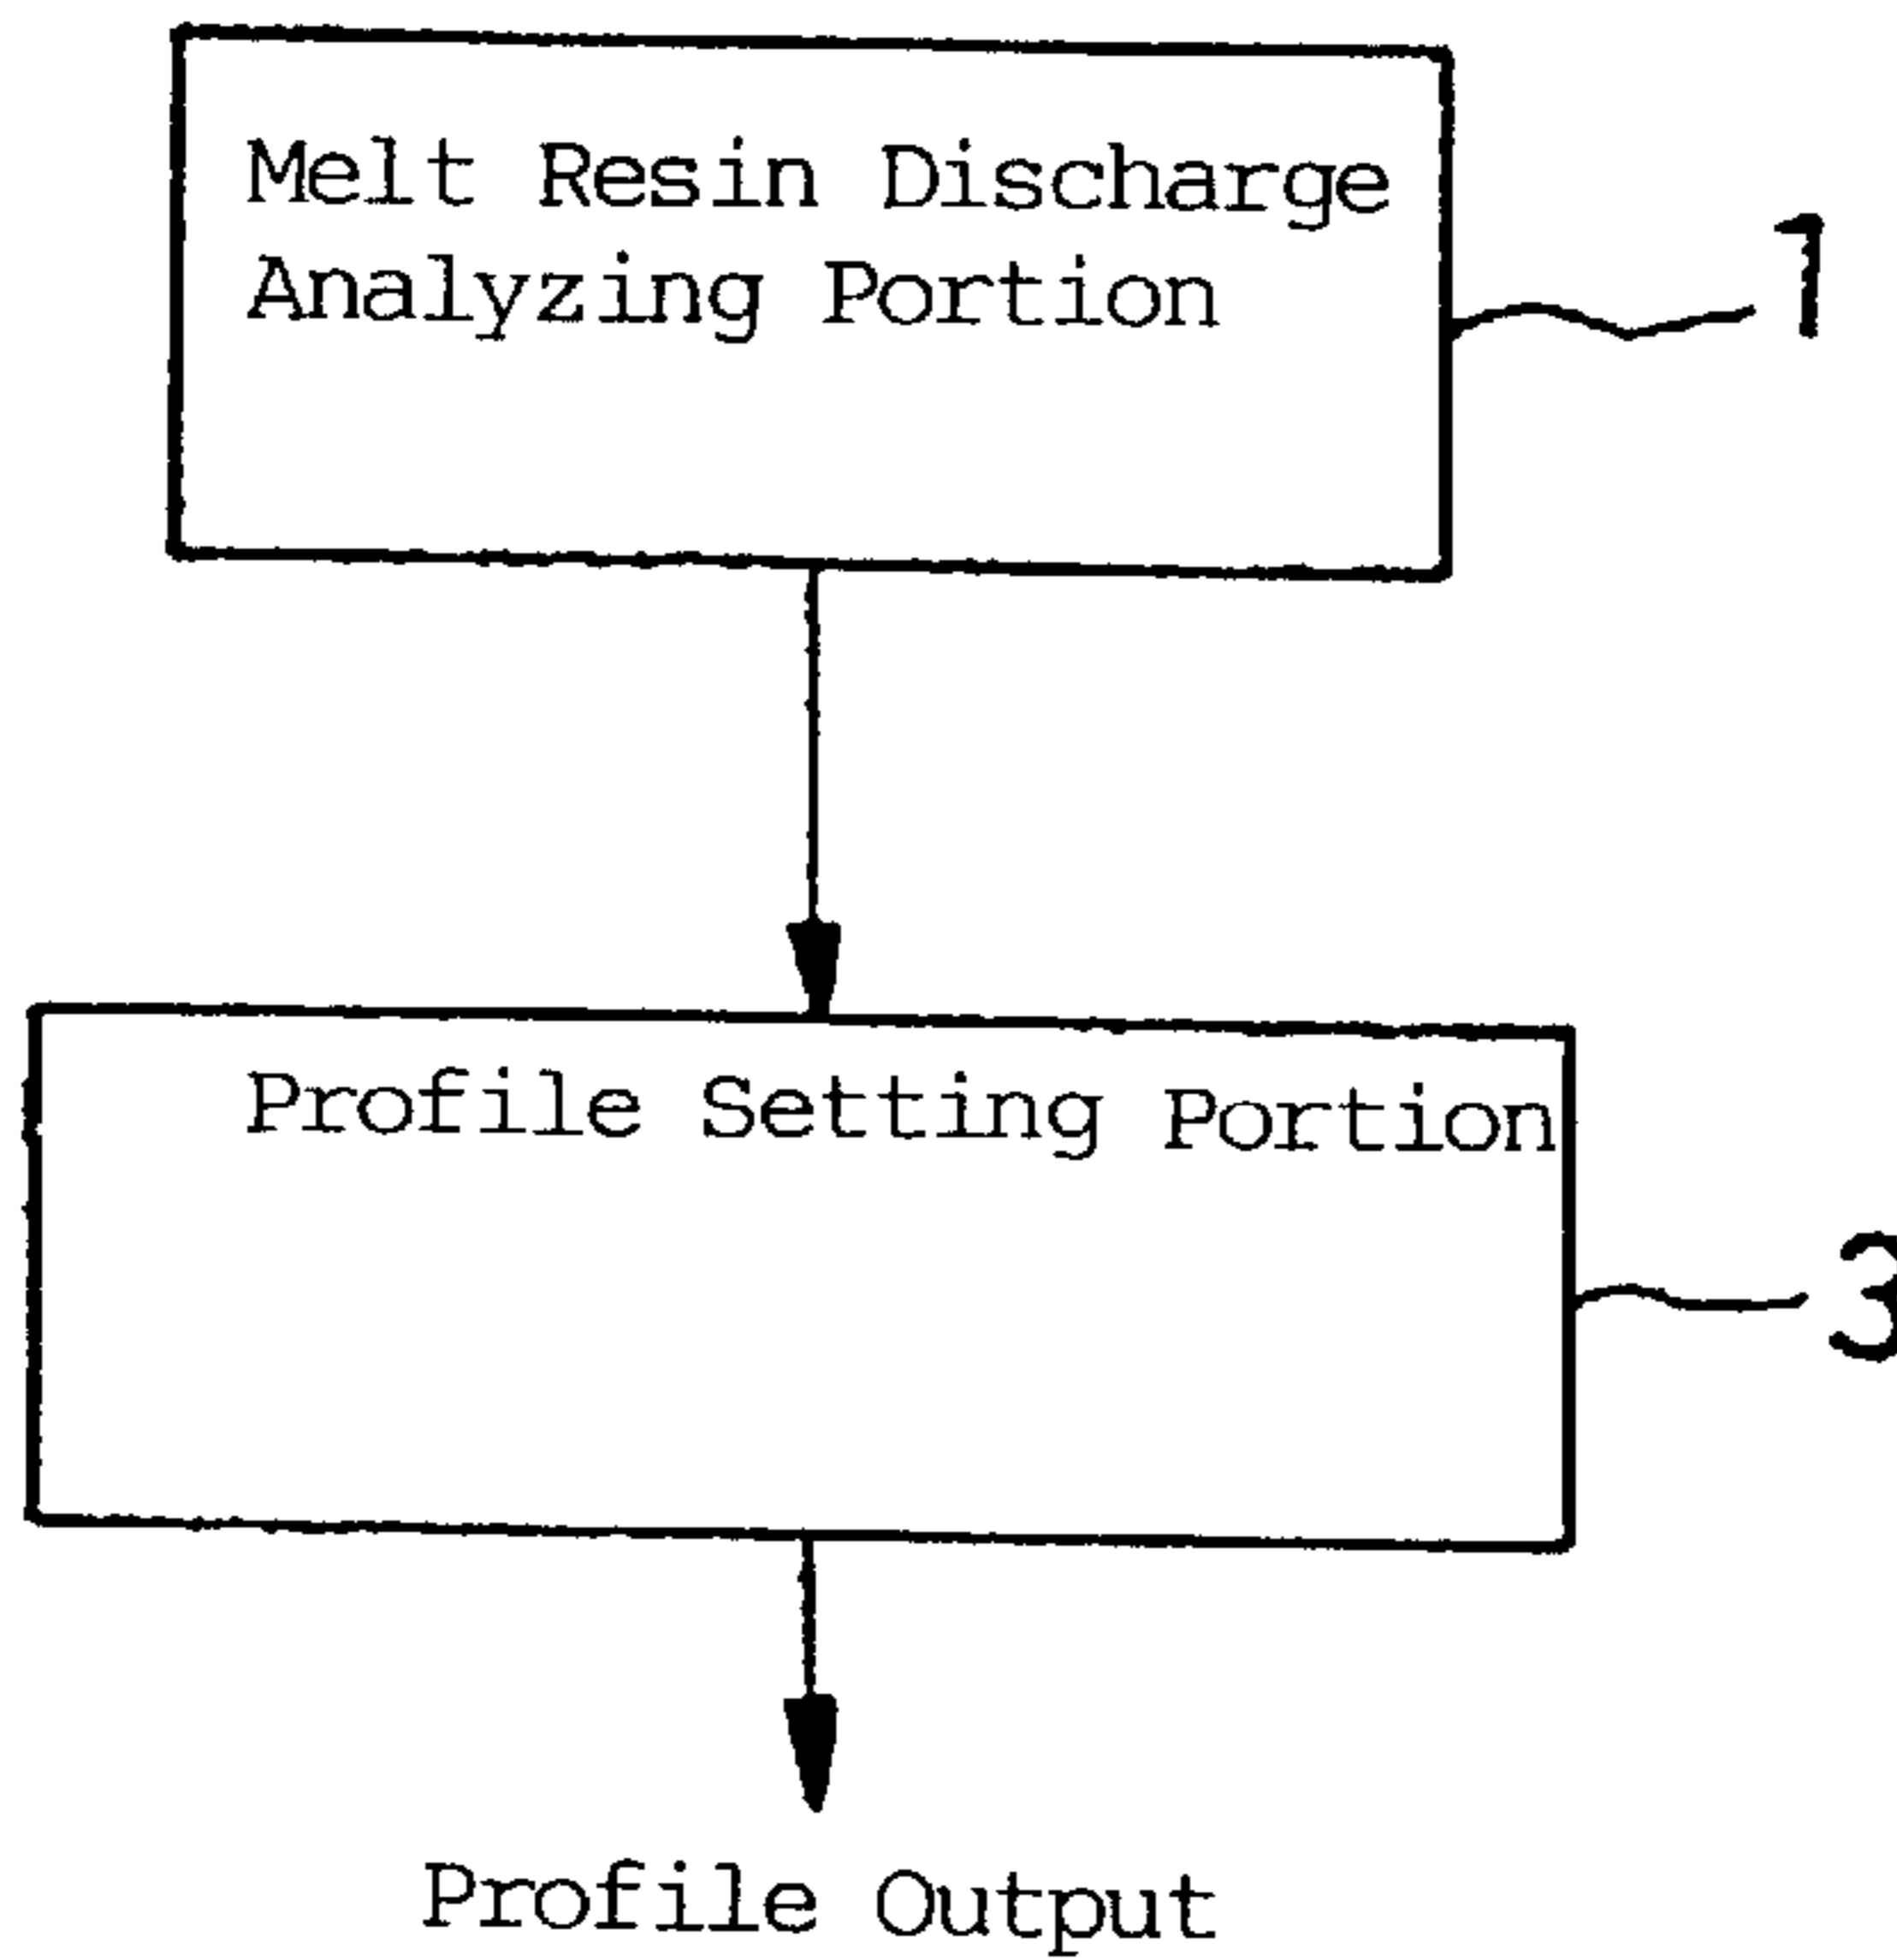 Melt Resin Discharge
Analyzing Portion
1
Profile Setting Portion
3
Profile Output